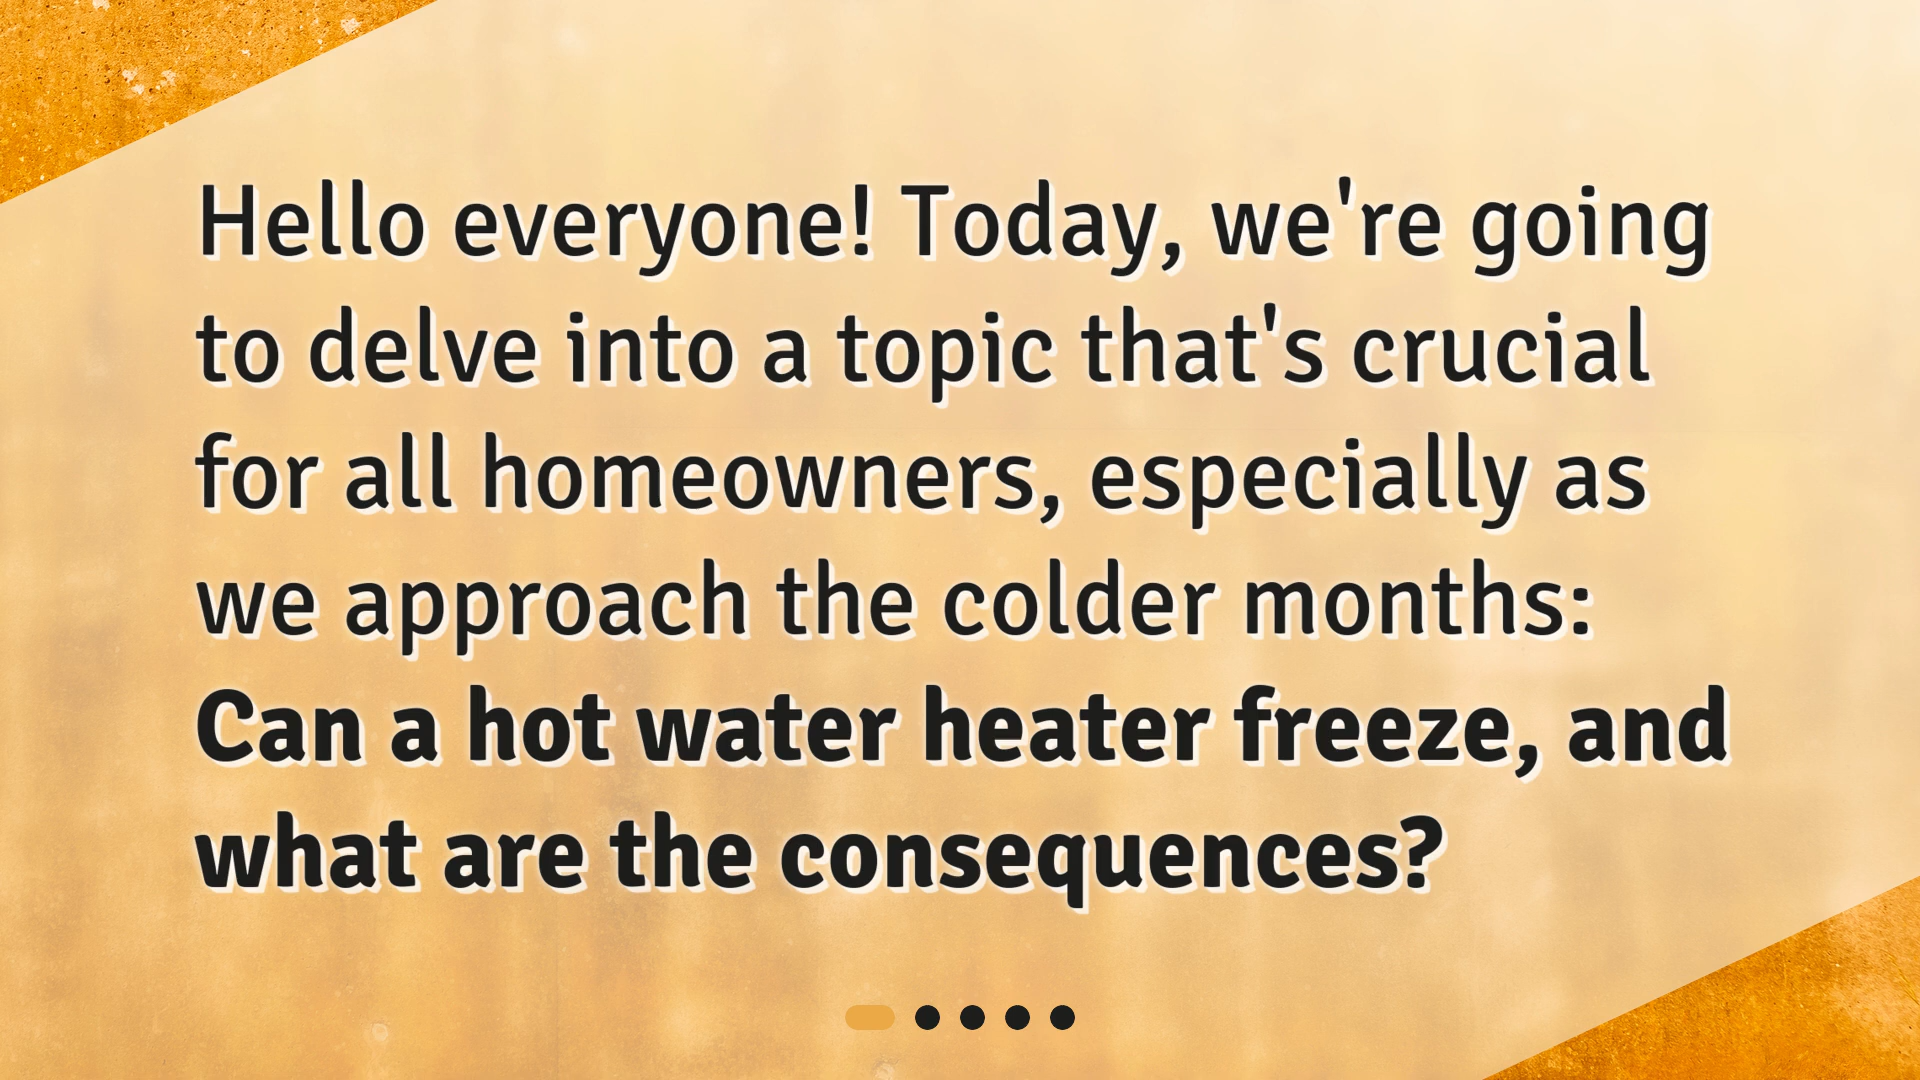 Hello everyone! Today, we're going
to delve into a topic that's crucial
for all homeowners, especially as
we approach the colder months:
Can a hot water heater freeze, and
what are the consequences?